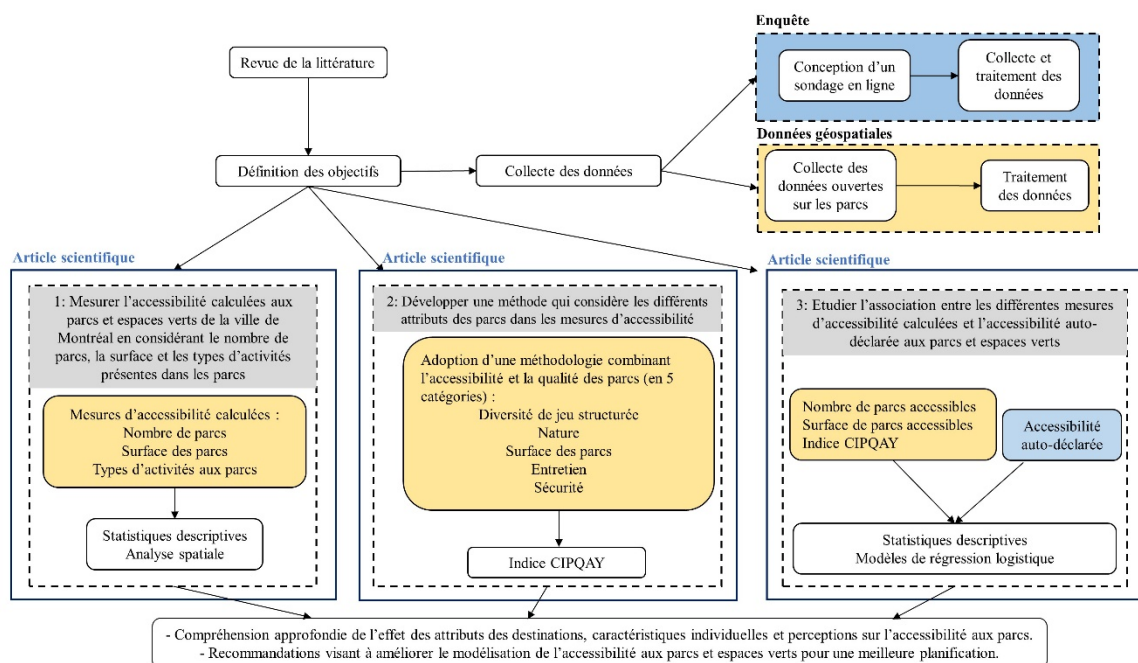 Enquête
Revue de la littérature
Conception d'un
sondage en ligne
Collecte et
traitement des
données
Données géospatiales
Définition des objectifs
Collecte des données
Collecte des
données ouvertes
sur les parcs
Traitement
des données
Article scientifique
1: Mesurer l'accessibilité calculées aux
parcs et espaces verts de la ville de
Montréal en considérant le nombre de
parcs, la surface et les types d'activités
présentes dans les parcs
Mesures d'accessibilité calculées :
Nombre de parcs
Surface des parcs
Types d'activités aux parcs
Statistiques descriptives
Analyse spatiale
Article scientifique
2: Développer une méthode qui considère les différents
attributs des parcs dans les mesures d'accessibilité
Adoption d'une méthodologie combinant
l'accessibilité et la qualité des parcs (en 5
catégories) :
Diversité de jeu structurée
Nature
Surface des parcs
Entretien
Sécurité
Indice CIPQAY
Article scientifique
3: Etudier l'association entre les différentes mesures
d'accessibilité calculées et l'accessibilité auto-
déclarée aux parcs et espaces verts
Nombre de parcs accessibles
Surface de parcs accessibles
Indice CIPQAY
Accessibilité
auto-déclarée
Statistiques descriptives
Modèles de régression logistique
- Compréhension approfondie de l'effet des attributs des destinations, caractéristiques individuelles et perceptions sur l'accessibilité aux parcs.
- Recommandations visant à améliorer le modélisation de l'accessibilité aux parcs et espaces verts pour une meilleure planification.